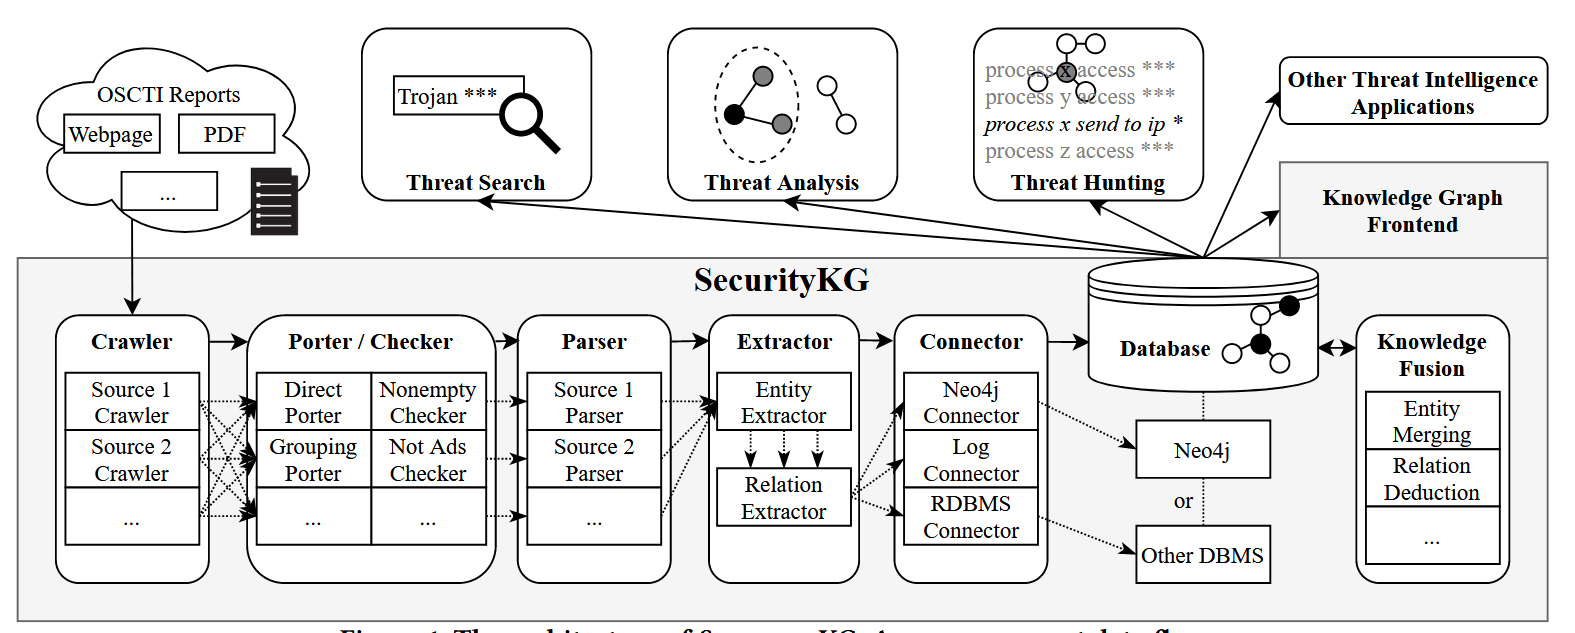 OSCTI Reports
Webpage
PDF
...
Trojan ***
Threat Search
Threat Analysis
process x access ***
process y access ***
process x send to ip *
process z access ***
Threat Hunting
Other Threat Intelligence
Applications
Knowledge Graph
Frontend
SecurityKG
Crawler
Source 1
Crawler
Source 2
Crawler
...
Porter / Checker
Direct
Porter
Nonempty
Checker
Grouping
Porter
Not Ads
Checker
...
...
Parser
Source 1
Parser
Source 2
Parser
...
Extractor
Entity
Extractor
Relation
Extractor
Connector
Neo4j
Connector
Log
Connector
RDBMS
Connector
Database
Neo4j
or
Other DBMS
Knowledge
Fusion
Entity
Merging
Relation
Deduction
...